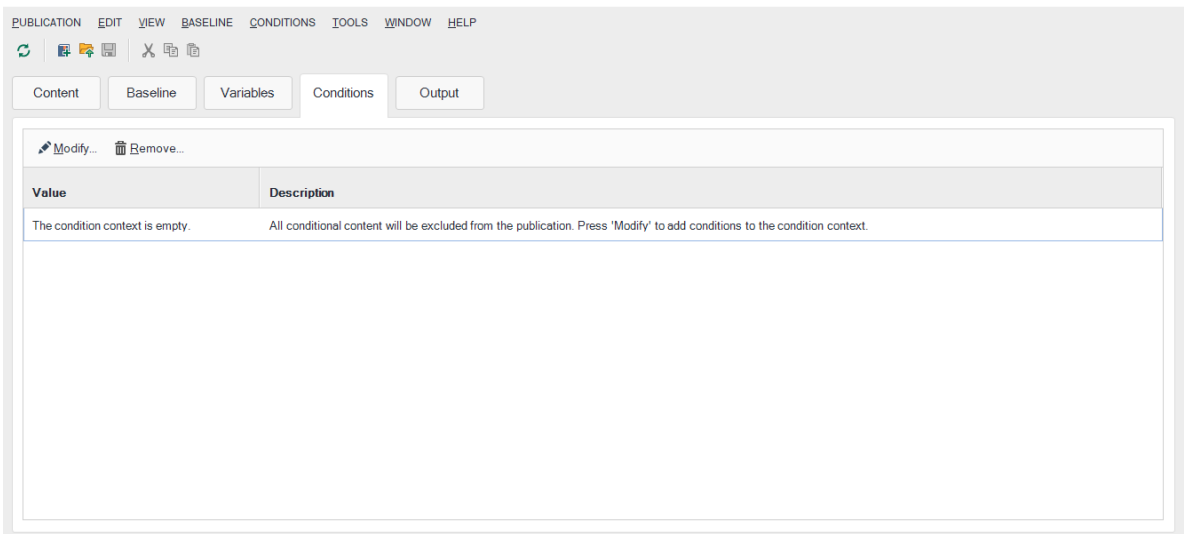 PUBLICATION EDIT VIEW BASELINE CONDITIONS TOOLS WINDOW HELP
Content Baseline Variables Conditions Output
Modify... Remove...
Value Description
The condition context is empty. All conditional content will be excluded from the publication. Press 'Modify' to add conditions to the condition context.